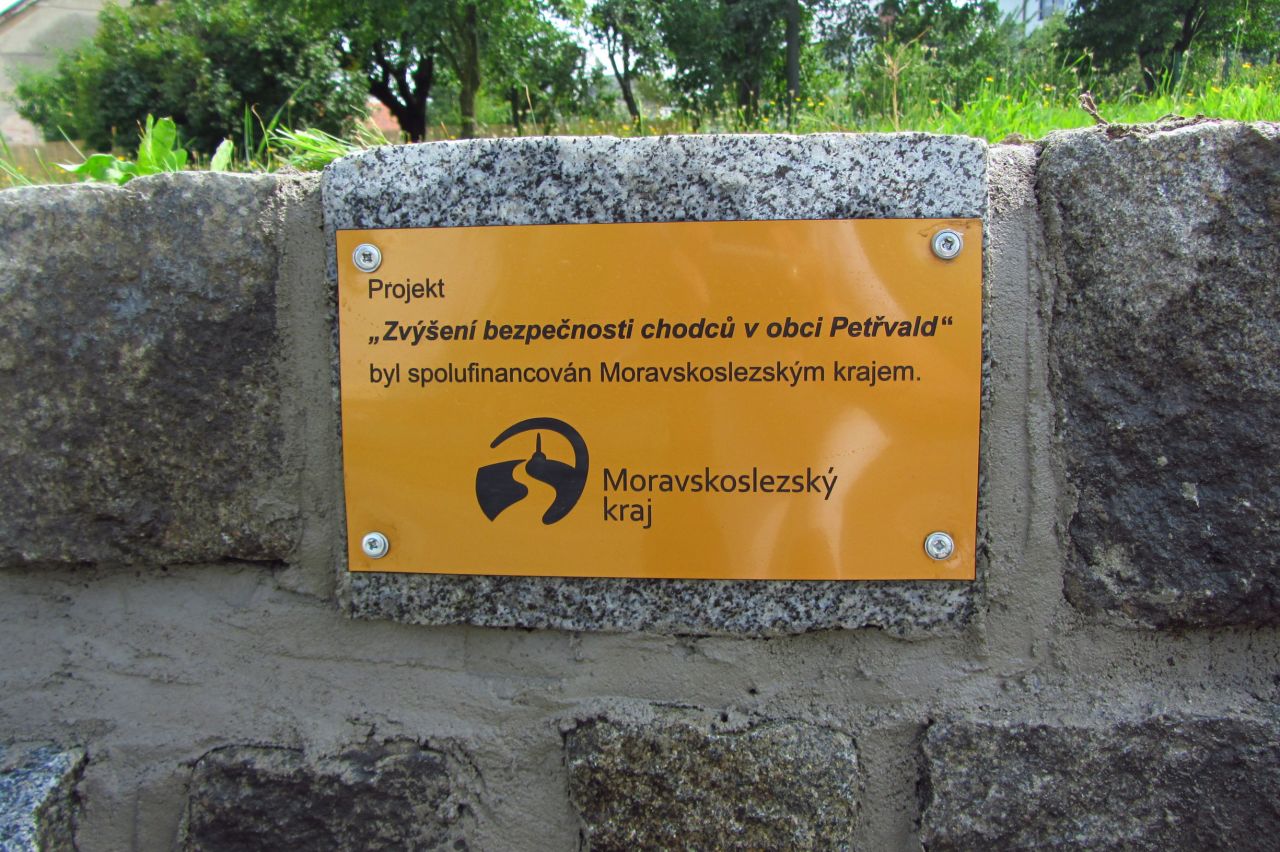 Projekt
„Zvýšení bezpečnosti chodců v obci Petřvald“
byl spolufinancován Moravskoslezským krajem.
Moravskoslezský
kraj